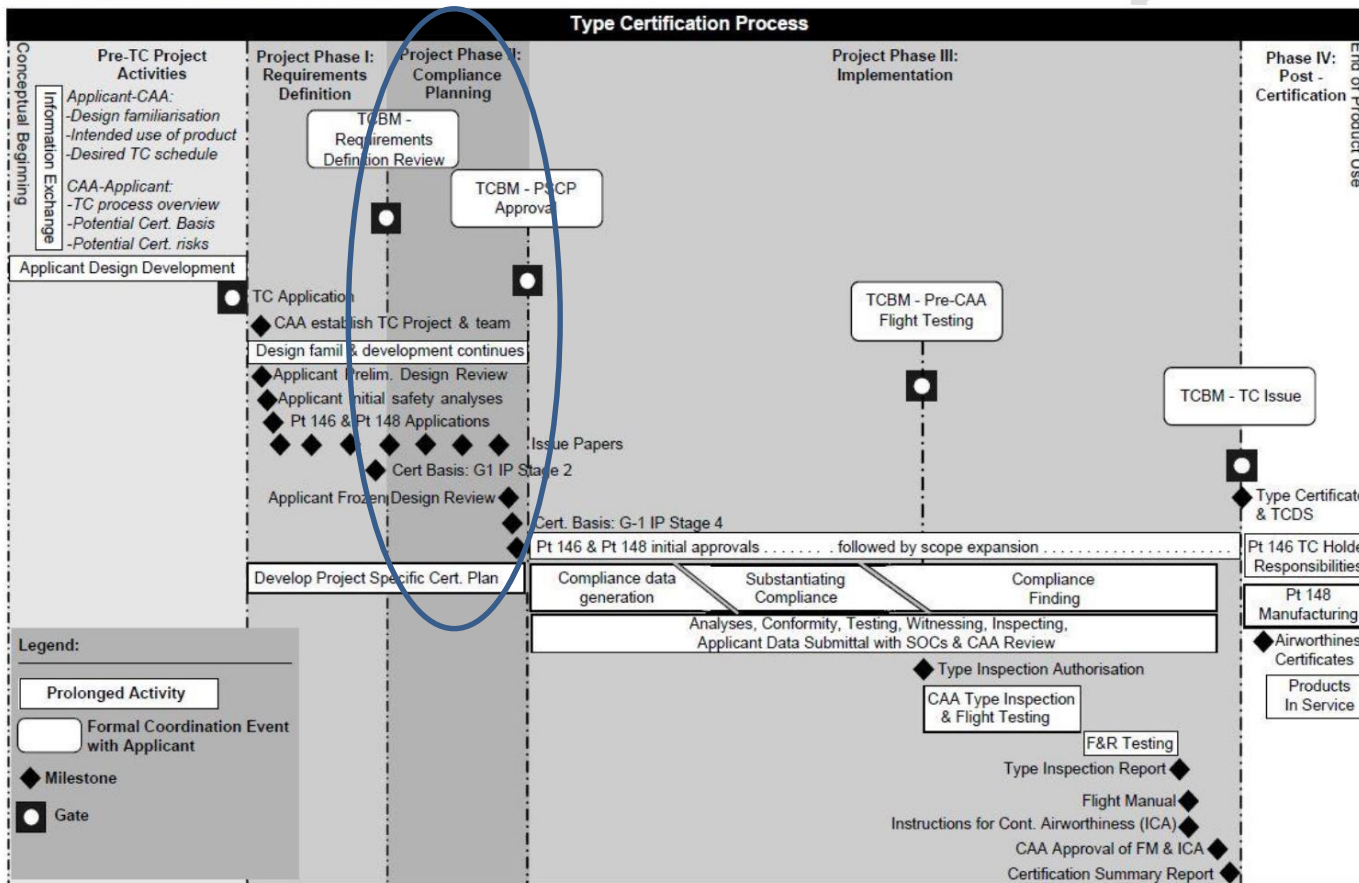 Type Certification Process
Conceptual Beginning
Pre-TC Project
Activities
Information Exchange
Applicant-CAA:
-Design familiarisation
-Intended use of product
-Desired TC schedule
CAA-Applicant:
-TC process overview
-Potential Cert. Basis
-Potential Cert. risks
Applicant Design Development
Project Phase I:
Requirements
Definition
Project Phase II:
Compliance
Planning
Project Phase III:
Implementation
Phase IV:
Post -
Certification
End of Product Use
TCBM -
Requirements
Definition Review
TCBM - PSCP
Approval
TCBM - Pre-CAA
Flight Testing
TCBM - TC Issue
TC Application
CAA establish TC Project & team
Design famil & development continues
Applicant Prelim. Design Review
Applicant initial safety analyses
Pt 146 & Pt 148 Applications
Issue Papers
Cert Basis: G1 IP Stage 2
Applicant Frozen Design Review
Cert. Basis: G-1 IP Stage 4
Pt 146 & Pt 148 initial approvals . . . . . . . . followed by scope expansion . . . . . . . . . . . . . . . . . . . . . .
Develop Project Specific Cert. Plan
Compliance data
generation
Substantiating
Compliance
Compliance
Finding
Analyses, Conformity, Testing, Witnessing, Inspecting,
Applicant Data Submittal with SOCs & CAA Review
Type Inspection Authorisation
CAA Type Inspection
& Flight Testing
F&R Testing
Type Inspection Report
Flight Manual
Instructions for Cont. Airworthiness (ICA)
CAA Approval of FM & ICA
Certification Summary Report
Type Certificate
& TCDS
Pt 146 TC Holde
Responsibilities
Pt 148
Manufacturing
Airworthines
Certificates
Products
In Service
Legend:
Prolonged Activity
Formal Coordination Event
with Applicant
Milestone
Gate